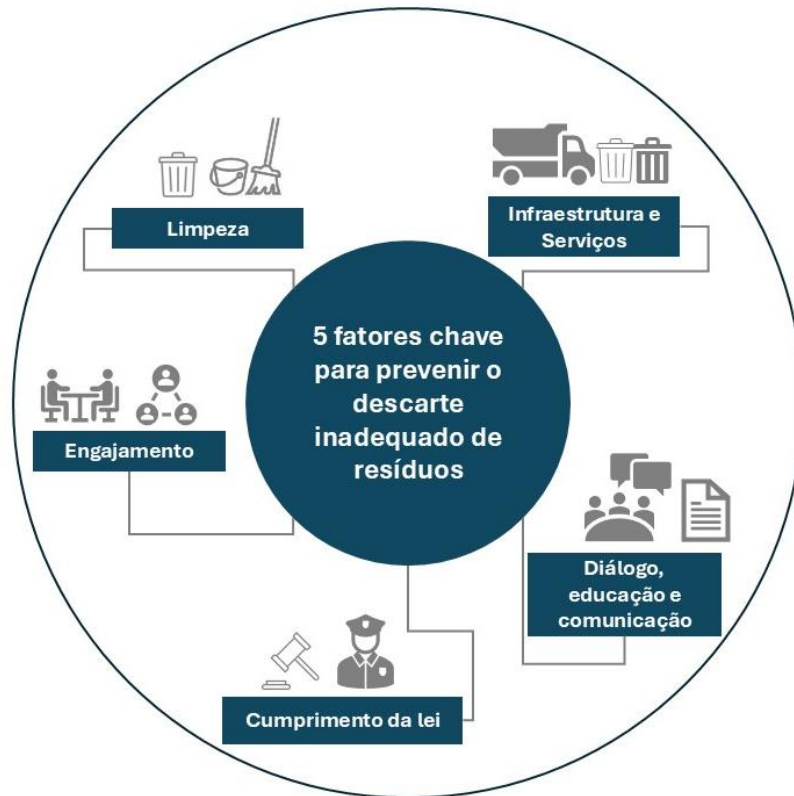 Limpeza
Infraestrutura e
Serviços
5 fatores chave
para prevenir o
descarte
inadequado de
resíduos
Engajamento
Diálogo,
educação e
comunicação
Cumprimento da lei